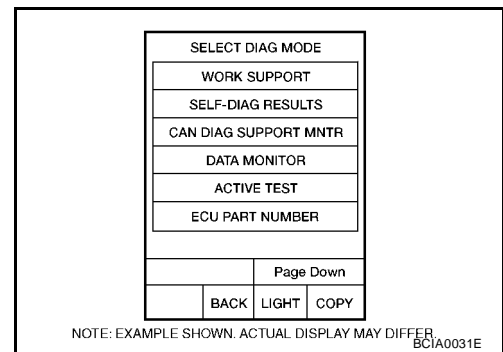 SELECT DIAG MODE
WORK SUPPORT
SELF-DIAG RESULTS
CAN DIAG SUPPORT MNTR
DATA MONITOR
ACTIVE TEST
ECU PART NUMBER
Page Down
BACK LIGHT COPY
NOTE: EXAMPLE SHOWN. ACTUAL DISPLAY MAY DIFFER.
BCIA0031E